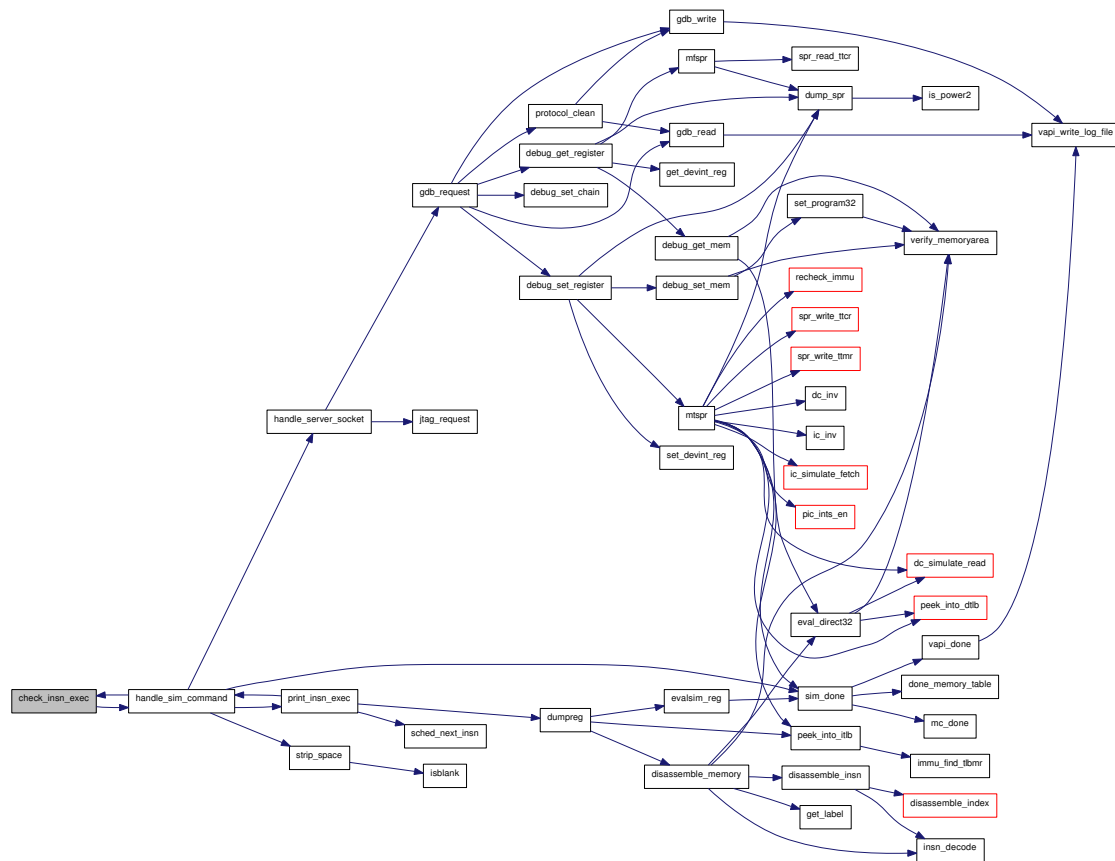 gdb_write
mfspr
spr_read_ttcr
dump_spr
is_power2
protocol_clean
gdb_read
vapi_write_log_file
debug_get_register
get_devint_reg
gdb_request
debug_set_chain
set_program32
debug_get_mem
verify_memoryarea
recheck_immu
debug_set_register
debug_set_mem
spr_write_ttcr
spr_write_ttmr
dc_inv
handle_server_socket
jtag_request
mtspr
ic_inv
set_devint_reg
ic_simulate_fetch
pic_ints_en
dc_simulate_read
peek_into_dtlb
eval_direct32
vapi_done
check_insn_exec
handle_sim_command
print_insn_exec
evalsim_reg
sim_done
done_memory_table
dumpreg
mc_done
sched_next_insn
peek_into_itlb
strip_space
immu_find_tlbmr
isblank
disassemble_memory
disassemble_insn
disassemble_index
get_label
insn_decode